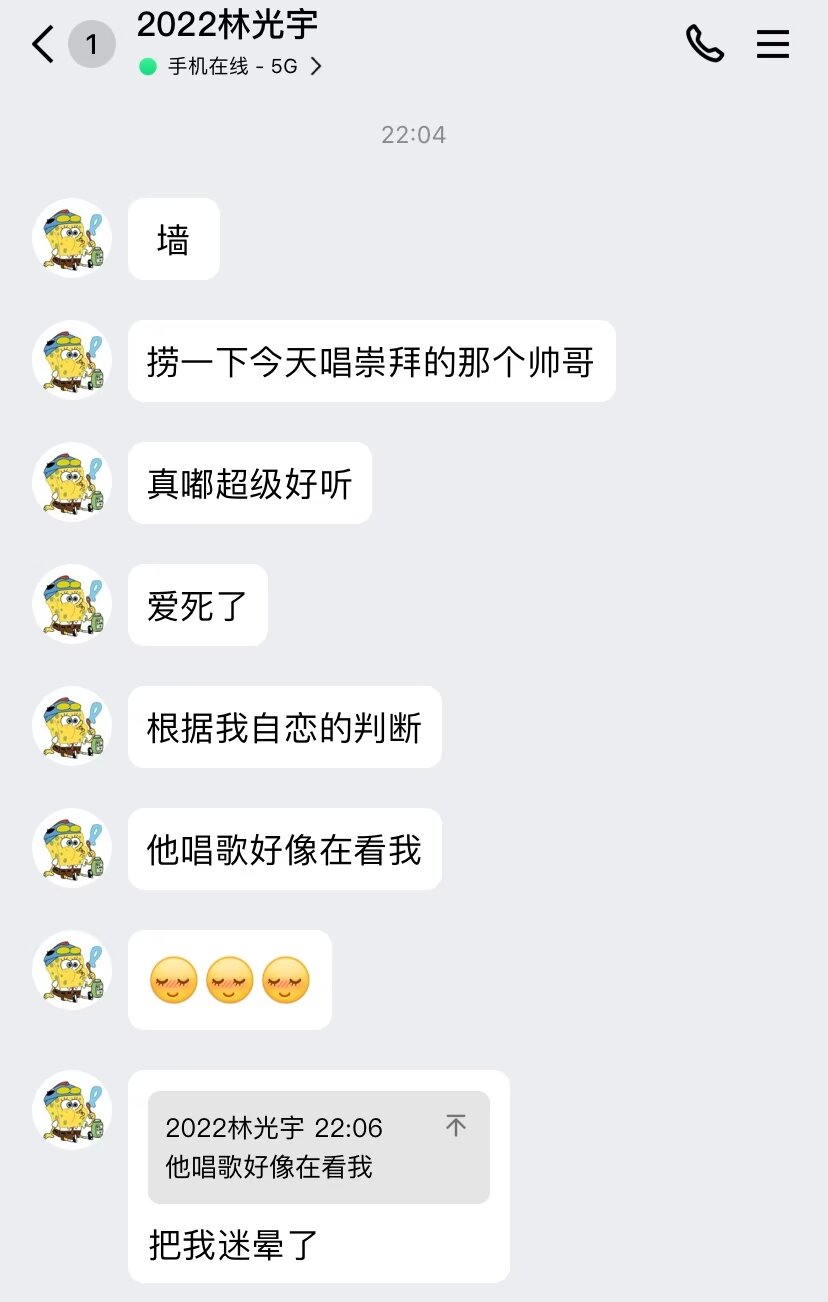 1
2022林光宇
手机在线 - 5G
22:04
墙
捞一下今天唱崇拜的那个帅哥
真嘟超级好听
爱死了
根据我自恋的判断
他唱歌好像在看我
2022林光宇 22:06
他唱歌好像在看我
把我迷晕了